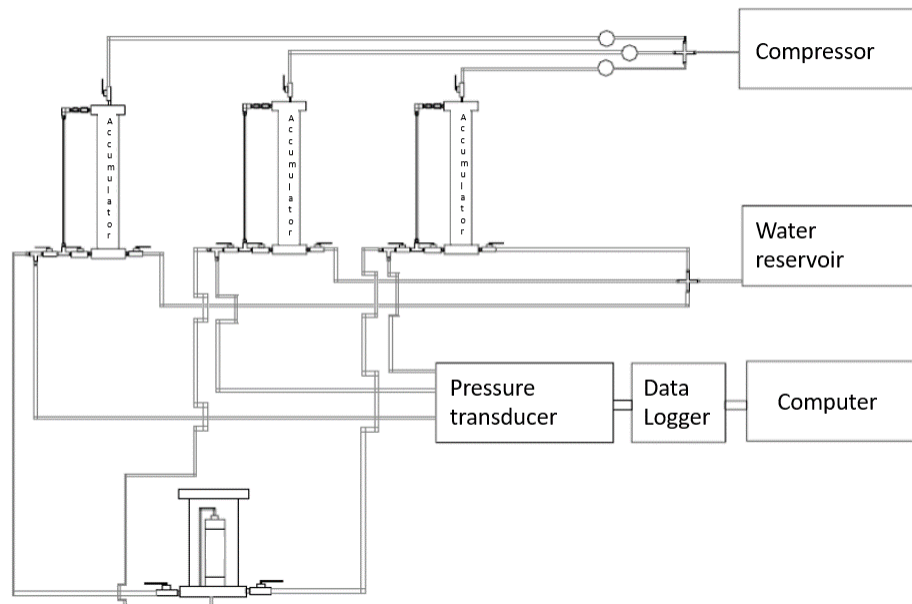 Compressor
Accumulator
Accumulator
Accumulator
Water
reservoir
Pressure
transducer
Data
Logger
Computer